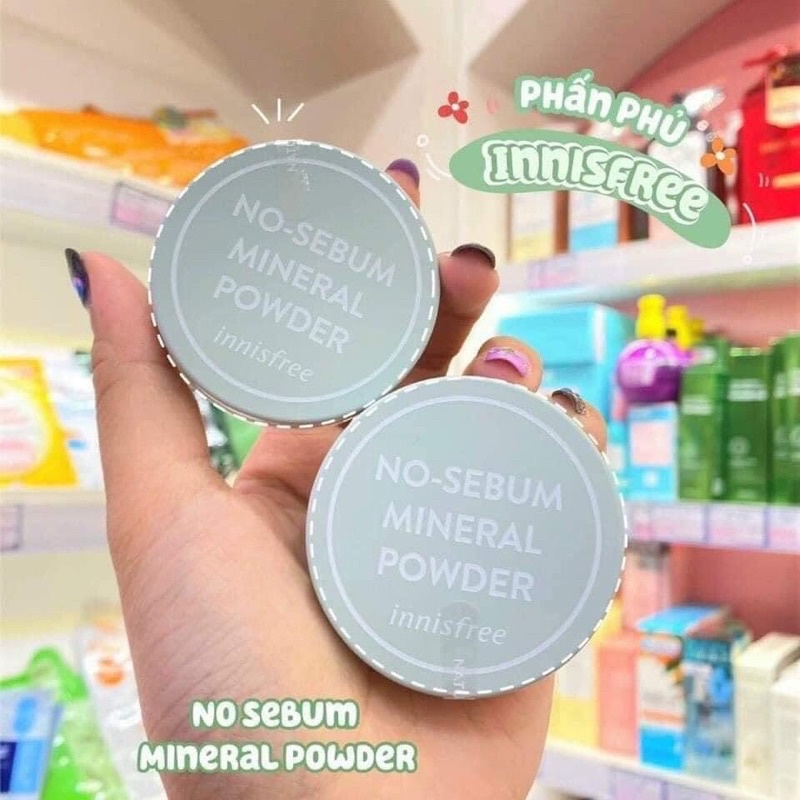 PHẤN PHỦ
INNISFREE
NO-SEBUM
MINERAL
POWDER
innisfree
NO-SEBUM
MINERAL
POWDER
innisfree
NO SEBUM
MINERAL POWDER